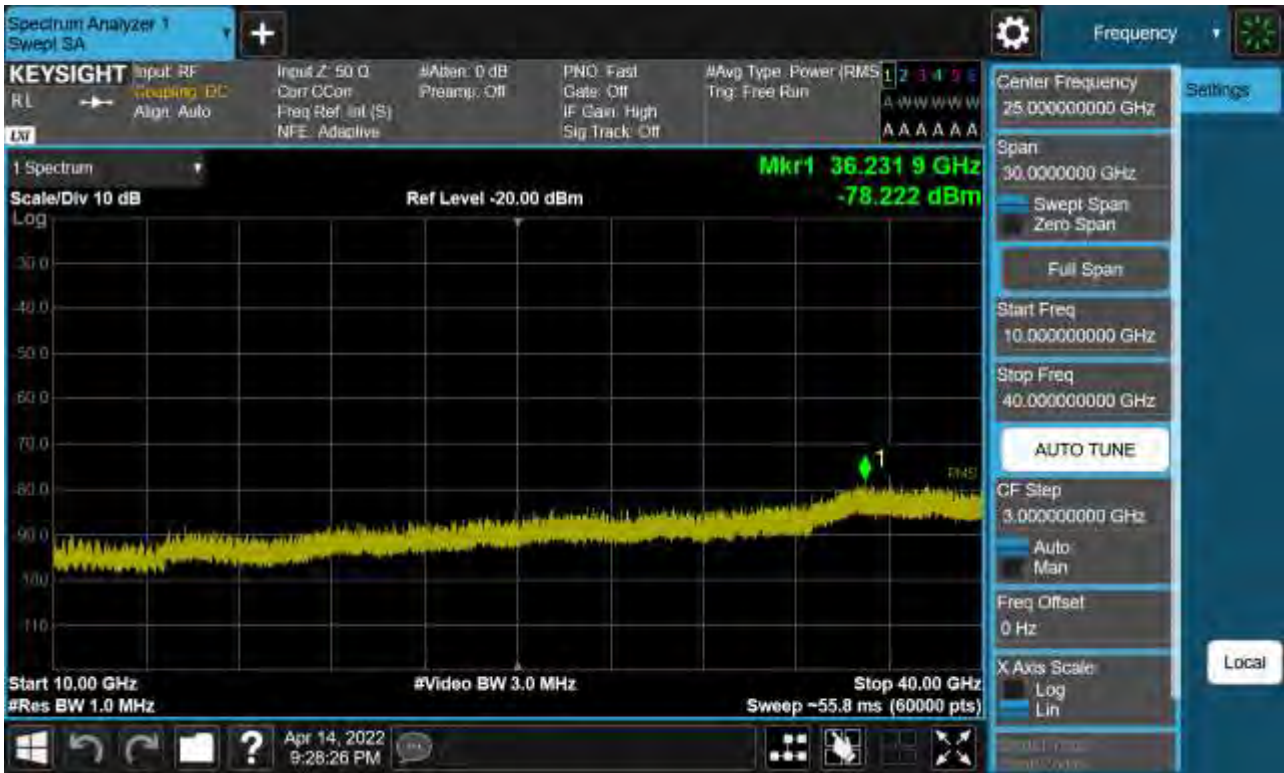 Spectrum Analyzer 1
Swept SA
Frequency
KEYSIGHT
RL
LXI
Input: RF
Coupling: DC
Align: Auto
Input Z: 50 Ω
Corr CCorr
Freq Ref: Int (S)
NFE: Adaptive
#Atten: 0 dB
Preamp: Off
PNO: Fast
Gate: Off
IF Gain: High
Sig Track: Off
#Avg Type: Power (RMS
Trig: Free Run
1 2 3 4 5 6
A W W W W W
A A A A A A
1 Spectrum
Scale/Div 10 dB
Ref Level -20.00 dBm
Mkr1 36.231 9 GHz
-78.222 dBm
Log
-30.0
-40.0
-50.0
-60.0
-70.0
-80.0
-90.0
-100
-110
1
RMS
Start 10.00 GHz
#Video BW 3.0 MHz
Stop 40.00 GHz
#Res BW 1.0 MHz
Sweep ~55.8 ms (60000 pts)
?
Apr 14, 2022
9:28:26 PM
Center Frequency
25.000000000 GHz
Settings
Span
30.0000000 GHz
Swept Span
Zero Span
Full Span
Start Freq
10.000000000 GHz
Stop Freq
40.000000000 GHz
AUTO TUNE
CF Step
3.000000000 GHz
Auto
Man
Freq Offset
0 Hz
X Axis Scale
Log
Lin
Local